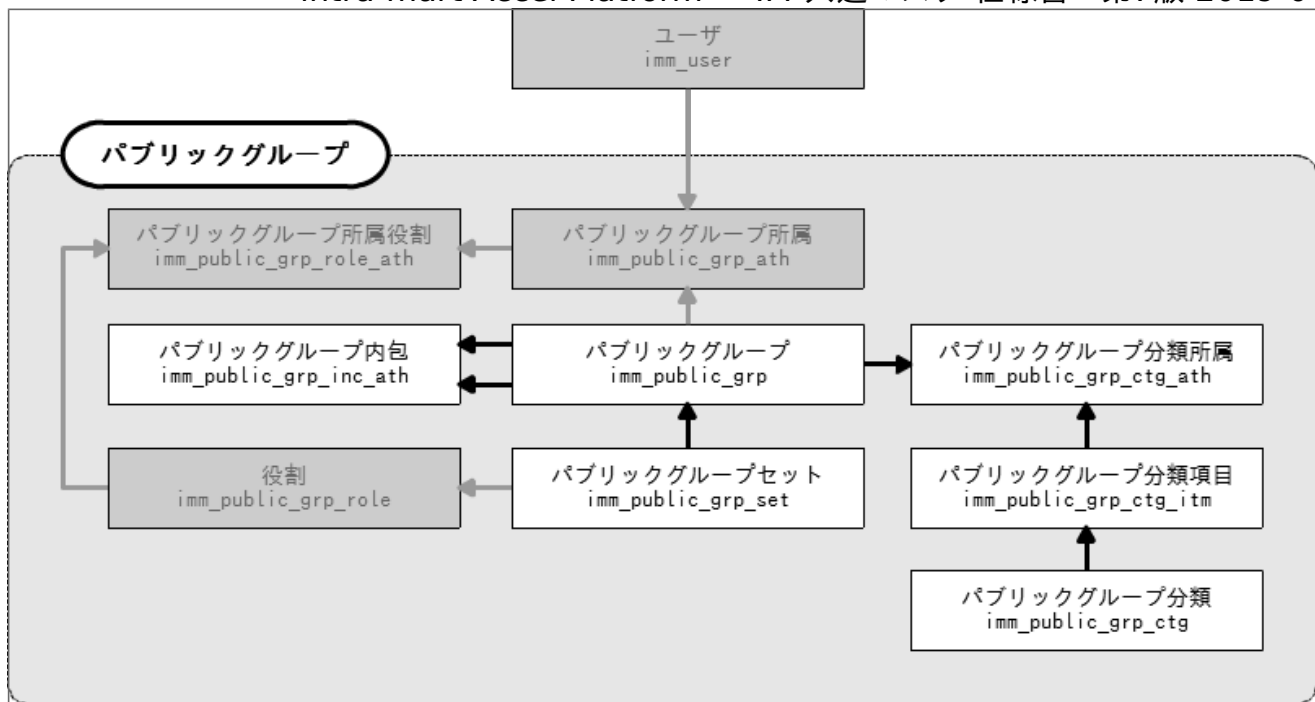 ユーザ
imm_user
パブリックグループ
パブリックグループ所属役割
imm_public_grp_role_ath
パブリックグループ所属
imm_public_grp_ath
パブリックグループ内包
imm_public_grp_inc_ath
パブリックグループ
imm_public_grp
パブリックグループ分類所属
imm_public_grp_ctg_ath
役割
imm_public_grp_role
パブリックグループセット
imm_public_grp_set
パブリックグループ分類項目
imm_public_grp_ctg_itm
パブリックグループ分類
imm_public_grp_ctg